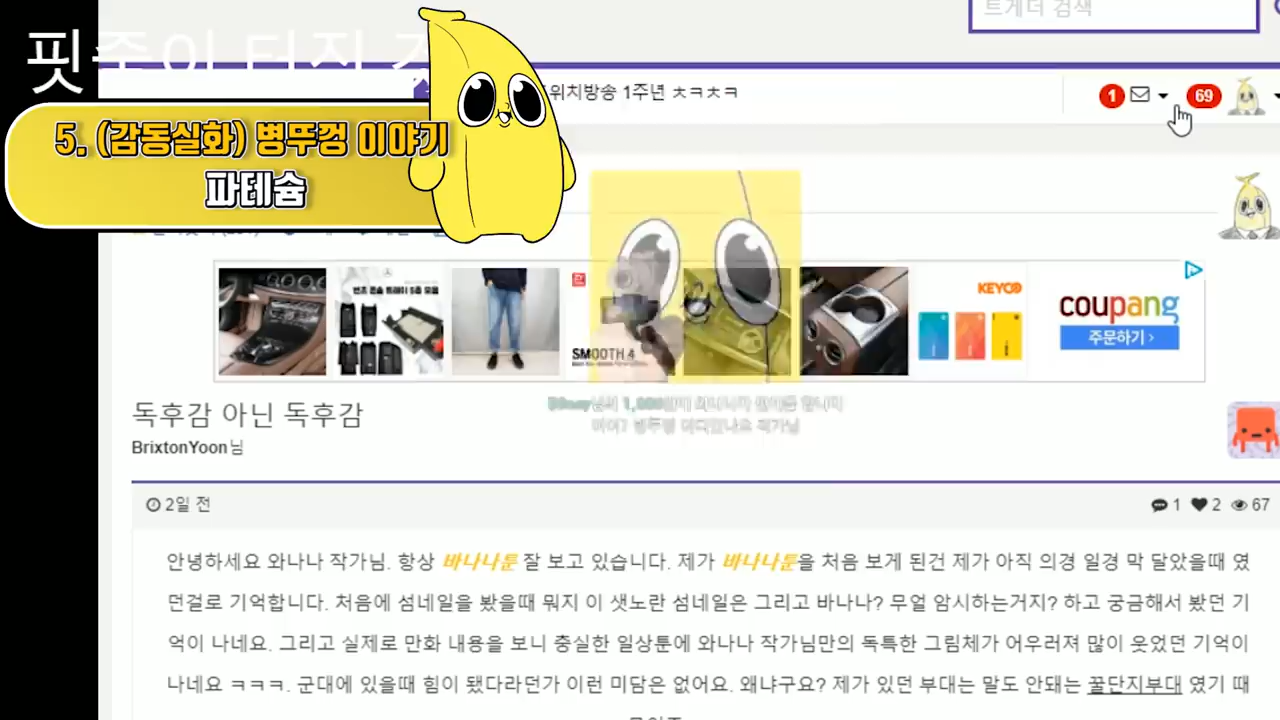 트게더 검색
위치방송 1주년 ㅊㅋㅊㅋ
1
69
5. (감동실화) 병뚜껑 이야기
파테슘
SMOOTH 4
KEYCO
coupang
주문하기 >
독후감 아닌 독후감
BrixtonYoon님
2일 전
1 2 67
안녕하세요 와나나 작가님. 항상 바나나툰 잘 보고 있습니다. 제가 바나나툰을 처음 보게 된건 제가 아직 의경 일경 막 달았을때 였
던걸로 기억합니다. 처음에 섬네일을 봤을때 뭐지 이 샛노란 섬네일은 그리고 바나나? 무얼 암시하는거지? 하고 궁금해서 봤던 기
억이 나네요. 그리고 실제로 만화 내용을 보니 충실한 일상툰에 와나나 작가님만의 독특한 그림체가 어우러져 많이 웃었던 기억이
나네요 ㅋㅋㅋ. 군대에 있을때 힘이 됐다라던가 이런 미담은 없어요. 왜냐구요? 제가 있던 부대는 말도 안돼는 꿀단지부대 였기 때